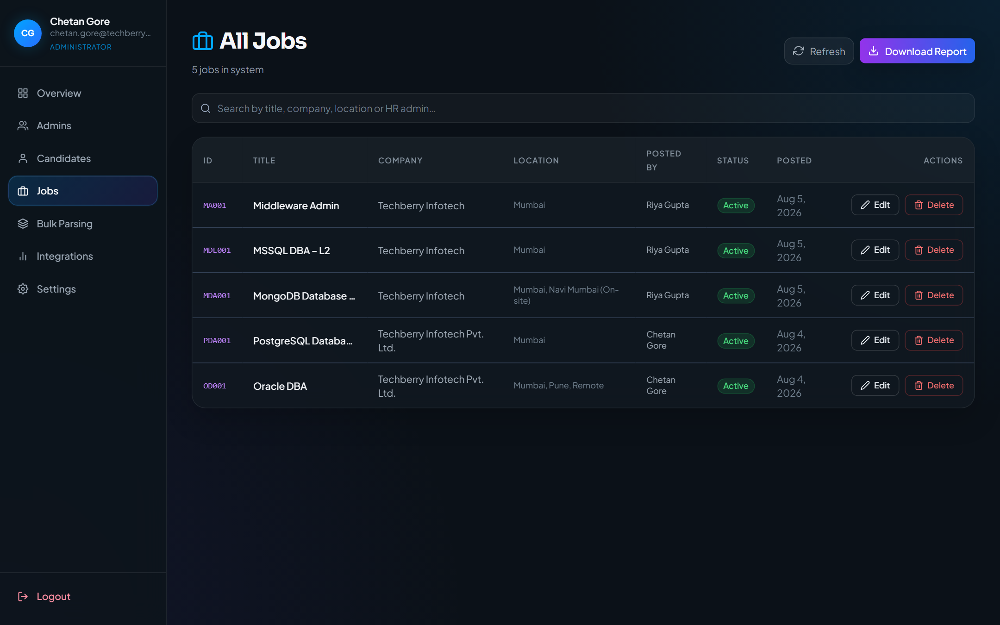 CG
Chetan Gore
chetan.gore@techberry...
ADMINISTRATOR
Overview
Admins
Candidates
Jobs
Bulk Parsing
Integrations
Settings
Logout
All Jobs
5 jobs in system
Refresh
Download Report
Search by title, company, location or HR admin...
ID TITLE COMPANY LOCATION POSTED BY STATUS POSTED ACTIONS
MA001 Middleware Admin Techberry Infotech Mumbai Riya Gupta Active Aug 5, 2026 Edit Delete
MDL001 MSSQL DBA – L2 Techberry Infotech Mumbai Riya Gupta Active Aug 5, 2026 Edit Delete
MDA001 MongoDB Database ... Techberry Infotech Mumbai, Navi Mumbai (On-site) Riya Gupta Active Aug 5, 2026 Edit Delete
PDA001 PostgreSQL Databa... Techberry Infotech Pvt. Ltd. Mumbai Chetan Gore Active Aug 4, 2026 Edit Delete
OD001 Oracle DBA Techberry Infotech Pvt. Ltd. Mumbai, Pune, Remote Chetan Gore Active Aug 4, 2026 Edit Delete